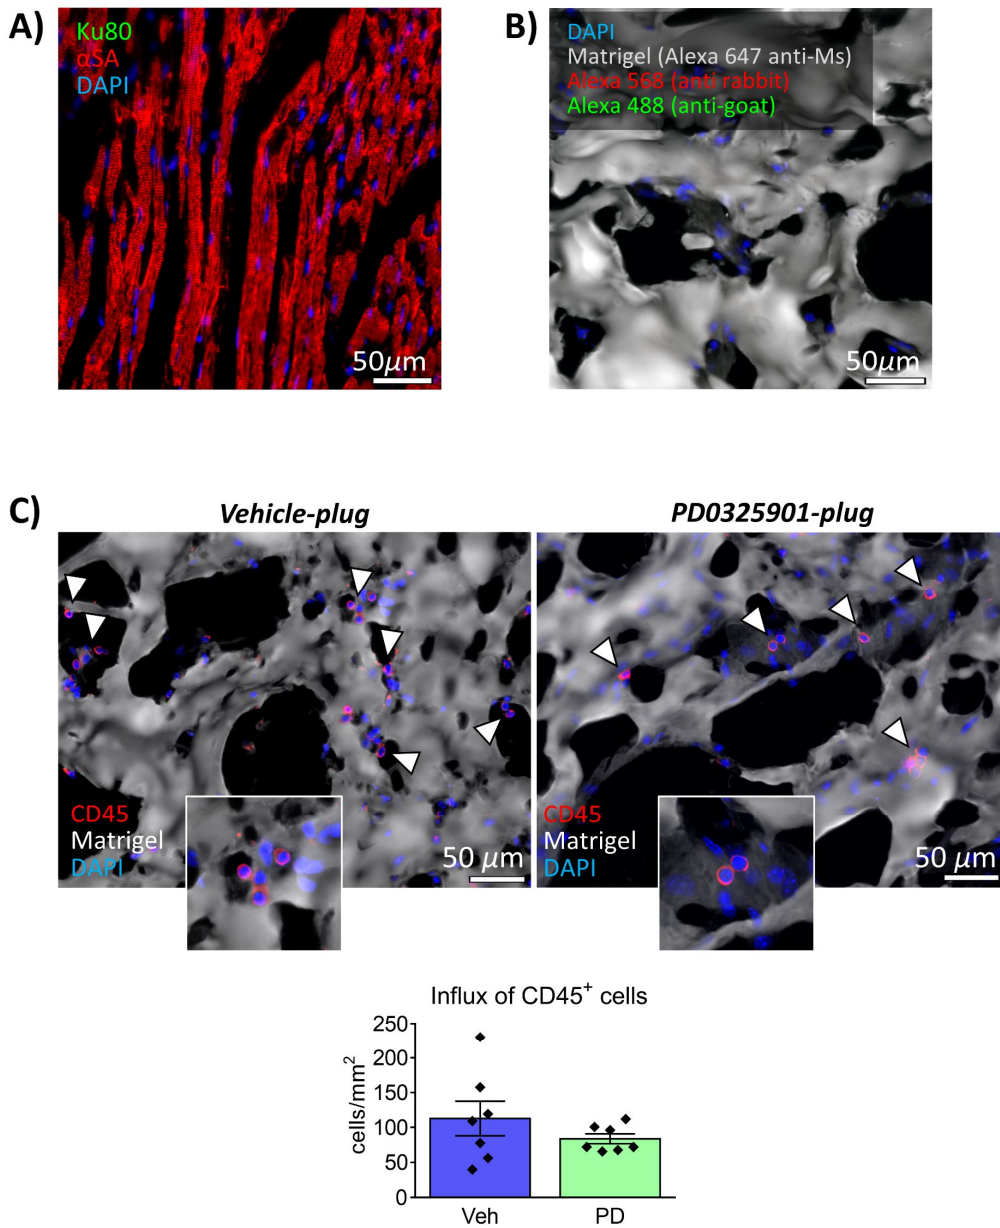 A)
Ku80
αSA
DAPI
50μm
B)
DAPI
Matrigel (Alexa 647 anti-Ms)
Alexa 568 (anti rabbit)
Alexa 488 (anti-goat)
50μm
C)
Vehicle-plug
PD0325901-plug
CD45
Matrigel
DAPI
50 μm
CD45
Matrigel
DAPI
50 μm
Influx of CD45⁺ cells
cells/mm²
250
200
150
100
50
0
Veh
PD